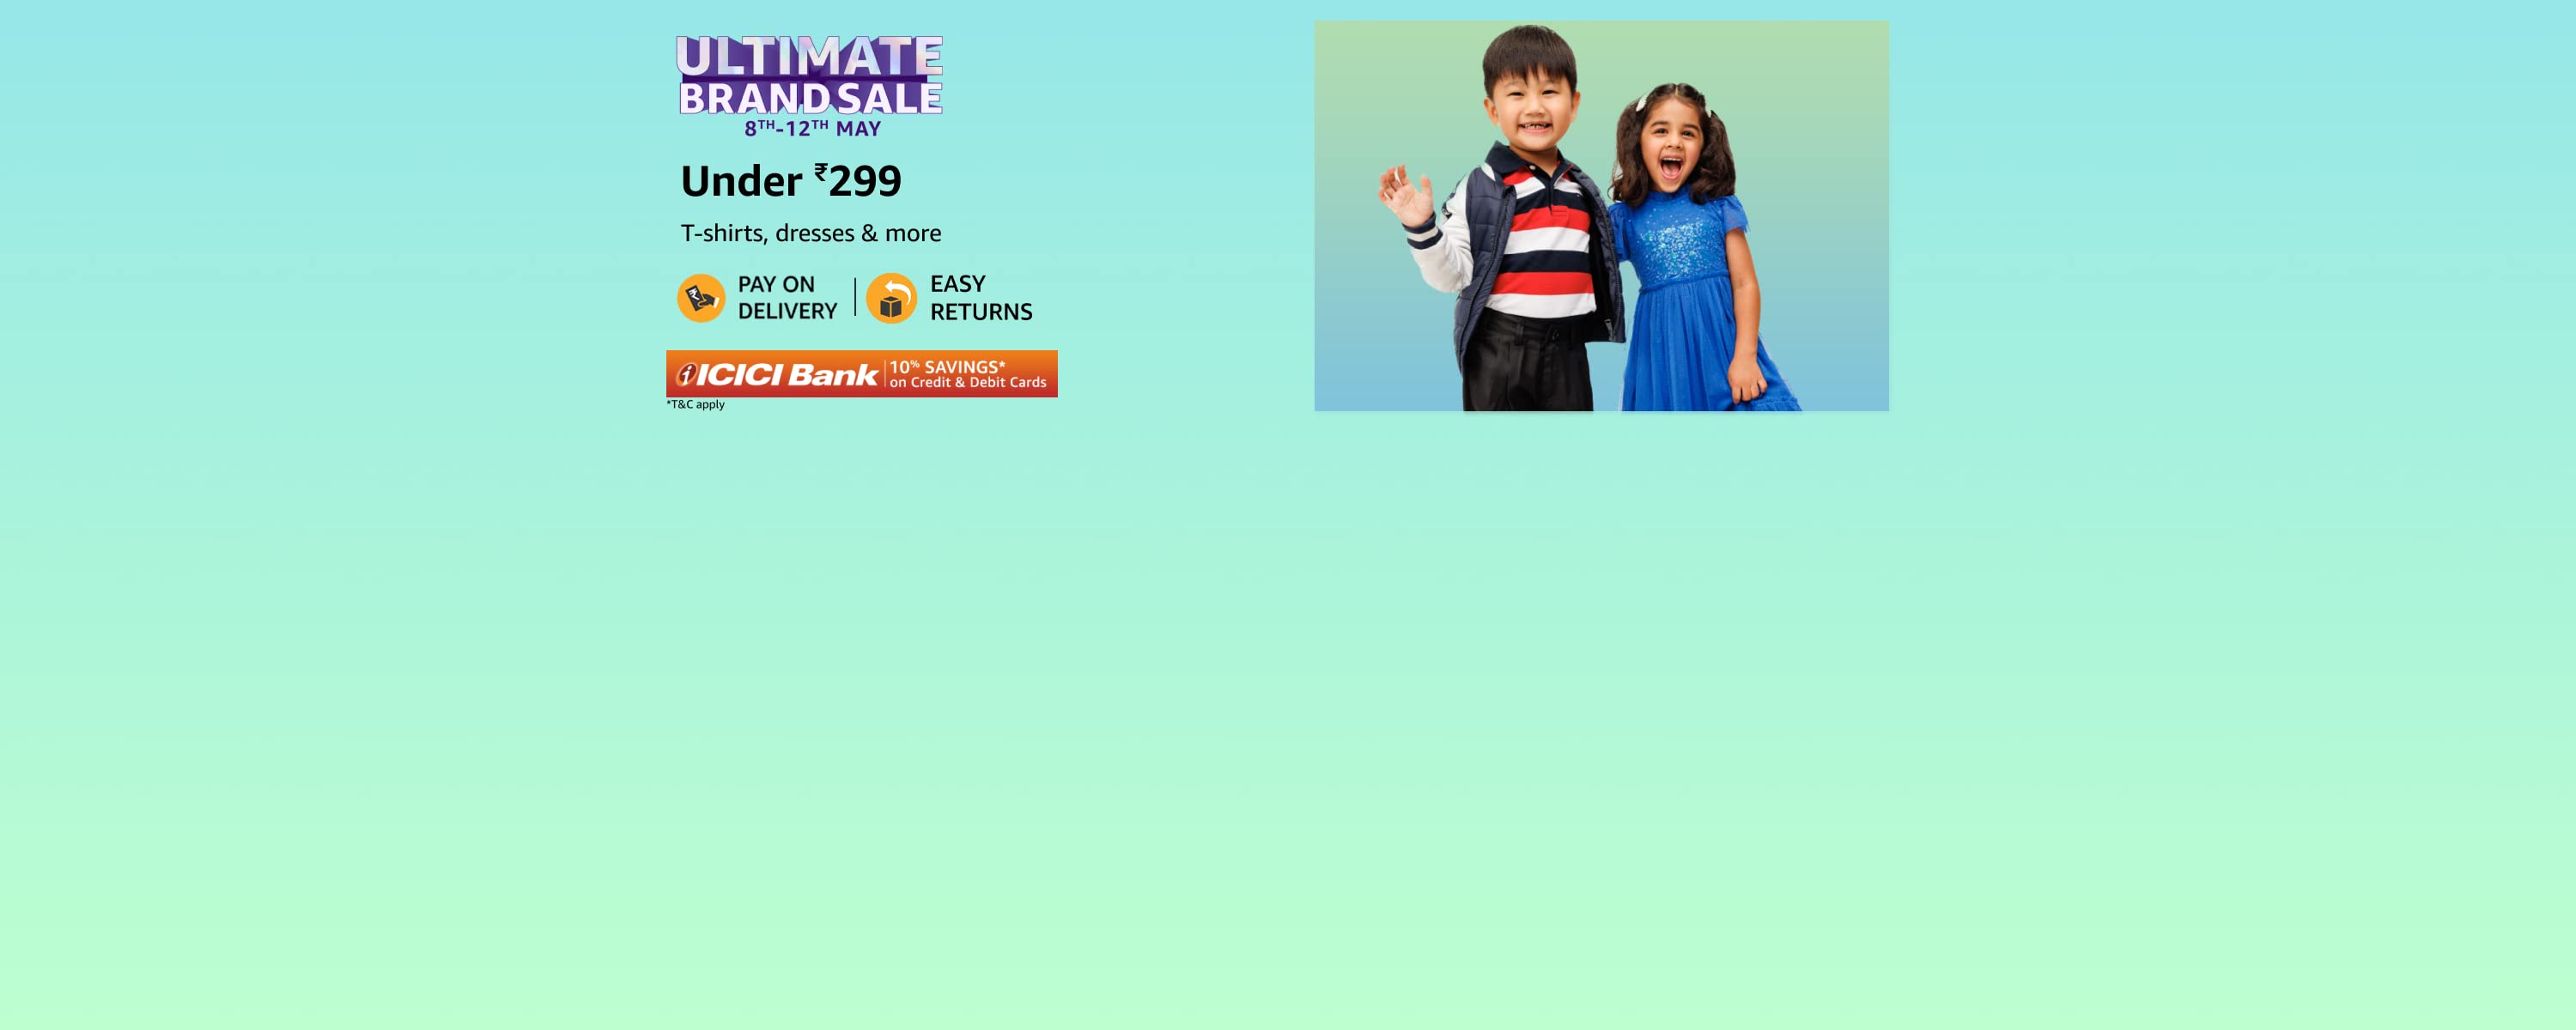 ULTIMATE
BRAND SALE
8TH-12TH MAY
Under ₹299
T-shirts, dresses & more
PAY ON
DELIVERY
EASY
RETURNS
ICICI Bank
10% SAVINGS*
on Credit & Debit Cards
*T&C apply